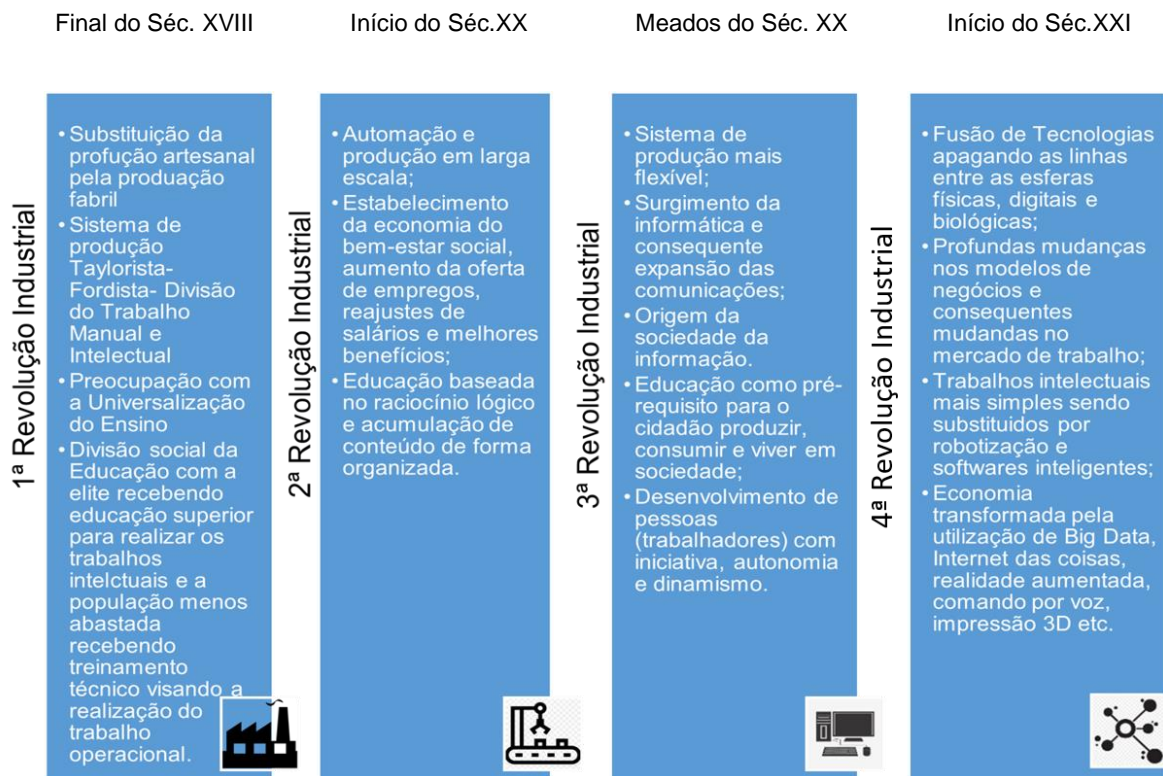 Final do Séc. XVIII
Início do Séc.XX
Meados do Séc. XX
Início do Séc.XXI
1ª Revolução Industrial
• Substituição da
profução artesanal
pela produação
fabril
• Sistema de
produção
Taylorista-
Fordista- Divisão
do Trabalho
Manual e
Intelectual
• Preocupação com
a Universalização
do Ensino
• Divisão social da
Educação com a
elite recebendo
educação superior
para realizar os
trabalhos
intelctuais e a
população menos
abastada
recebendo
treinamento
técnico visando a
realização do
trabalho
operacional.
2ª Revolução Industrial
• Automação e
produção em larga
escala;
• Estabelecimento
da economia do
bem-estar social,
aumento da oferta
de empregos,
reajustes de
salários e melhores
benefícios;
• Educação baseada
no raciocínio lógico
e acumulação de
conteúdo de forma
organizada.
3ª Revolução Industrial
• Sistema de
produção mais
flexível;
• Surgimento da
informática e
consequente
expansão das
comunicações;
• Origem da
sociedade da
informação.
• Educação como pré-
requisito para o
cidadão produzir,
consumir e viver em
sociedade;
• Desenvolvimento de
pessoas
(trabalhadores) com
iniciativa, autonomia
e dinamismo.
4ª Revolução Industrial
• Fusão de Tecnologias
apagando as linhas
entre as esferas
físicas, digitais e
biológicas;
• Profundas mudanças
nos modelos de
negócios e
consequentes
mudandas no
mercado de trabalho;
• Trabalhos intelectuais
mais simples sendo
substituidos por
robotização e
softwares inteligentes;
• Economia
transformada pela
utilização de Big Data,
Internet das coisas,
realidade aumentada,
comando por voz,
impressão 3D etc.